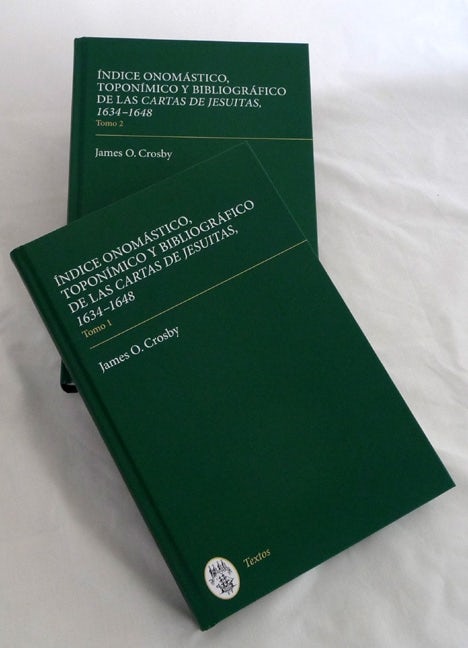 ÍNDICE ONOMÁSTICO,
TOPONÍMICO Y BIBLIOGRÁFICO
DE LAS CARTAS DE JESUITAS,
1634–1648
Tomo 2
James O. Crosby
ÍNDICE ONOMÁSTICO,
TOPONÍMICO Y BIBLIOGRÁFICO
DE LAS CARTAS DE JESUITAS,
1634–1648
Tomo 1
James O. Crosby
Textos